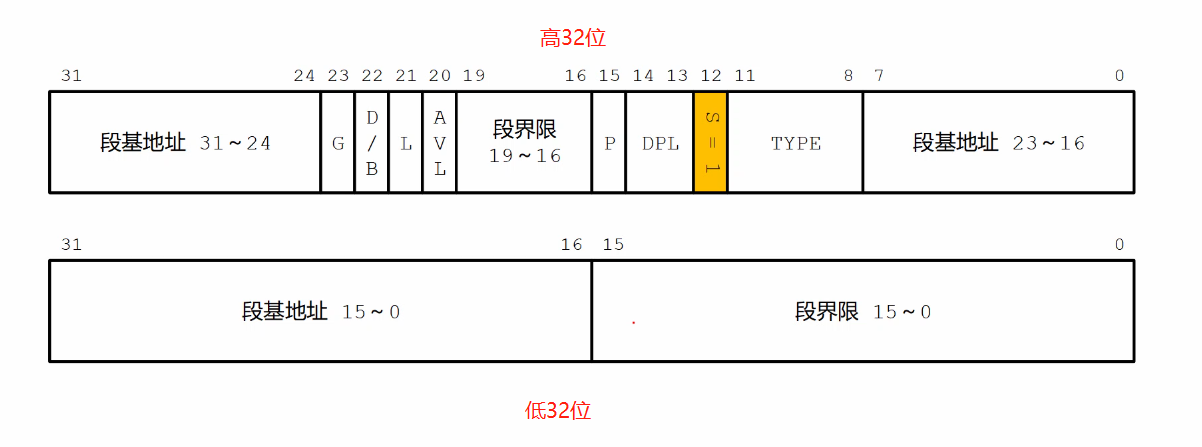 高32位
31 24 23 22 21 20 19 16 15 14 13 12 11 8 7 0
段基地址 31~24
G
D/B
L
AVL
段界限
19~16
P
DPL
S=1
TYPE
段基地址 23~16
31 16 15 0
段基地址 15~0
段界限 15~0
低32位